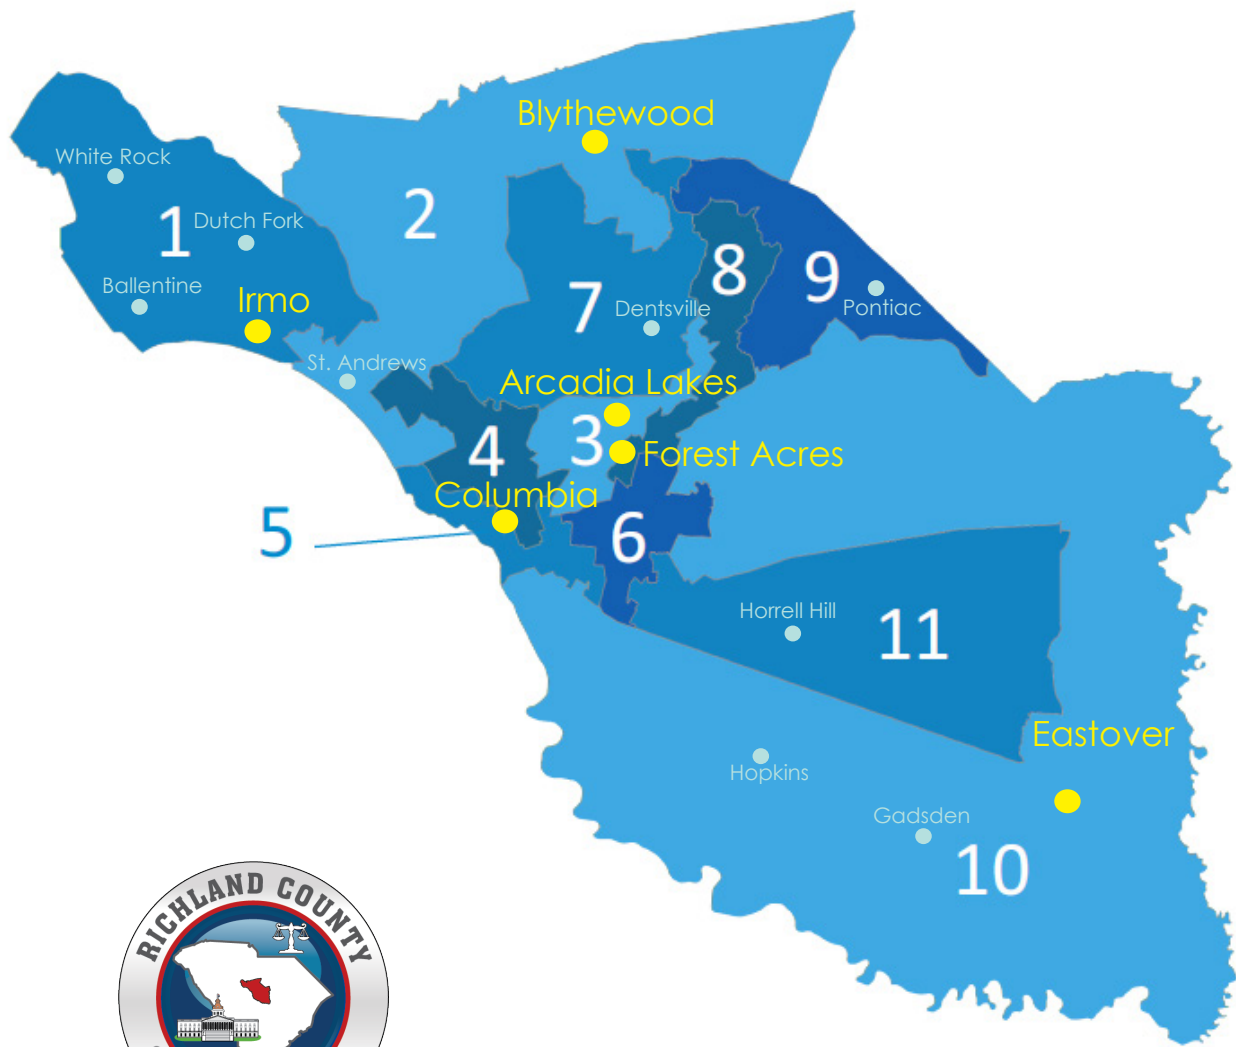 Blythewood
White Rock
2
1
Dutch Fork
8
9
Ballentine
Irmo
7
Dentsville
Pontiac
St. Andrews
Arcadia Lakes
3
4
Forest Acres
Columbia
5
6
Horrell Hill
11
Eastover
Hopkins
Gadsden
10
RICHLAND COUNTY